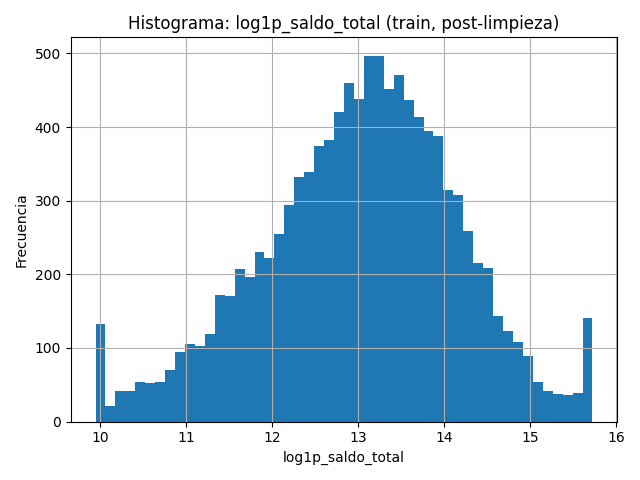 Histograma: log1p_saldo_total (train, post-limpieza)
500
400
300
200
100
0
Frecuencia
10 11 12 13 14 15 16
log1p_saldo_total